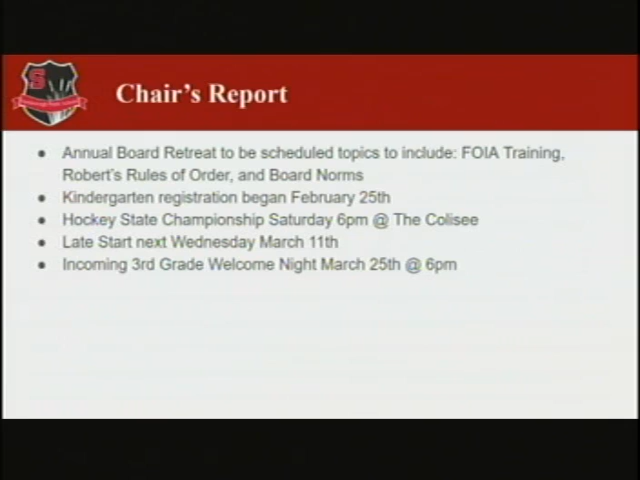 S
Chair's Report
• Annual Board Retreat to be scheduled topics to include: FOIA Training,
Robert's Rules of Order, and Board Norms
• Kindergarten registration began February 25th
• Hockey State Championship Saturday 6pm @ The Colisee
• Late Start next Wednesday March 11th
• Incoming 3rd Grade Welcome Night March 25th @ 6pm